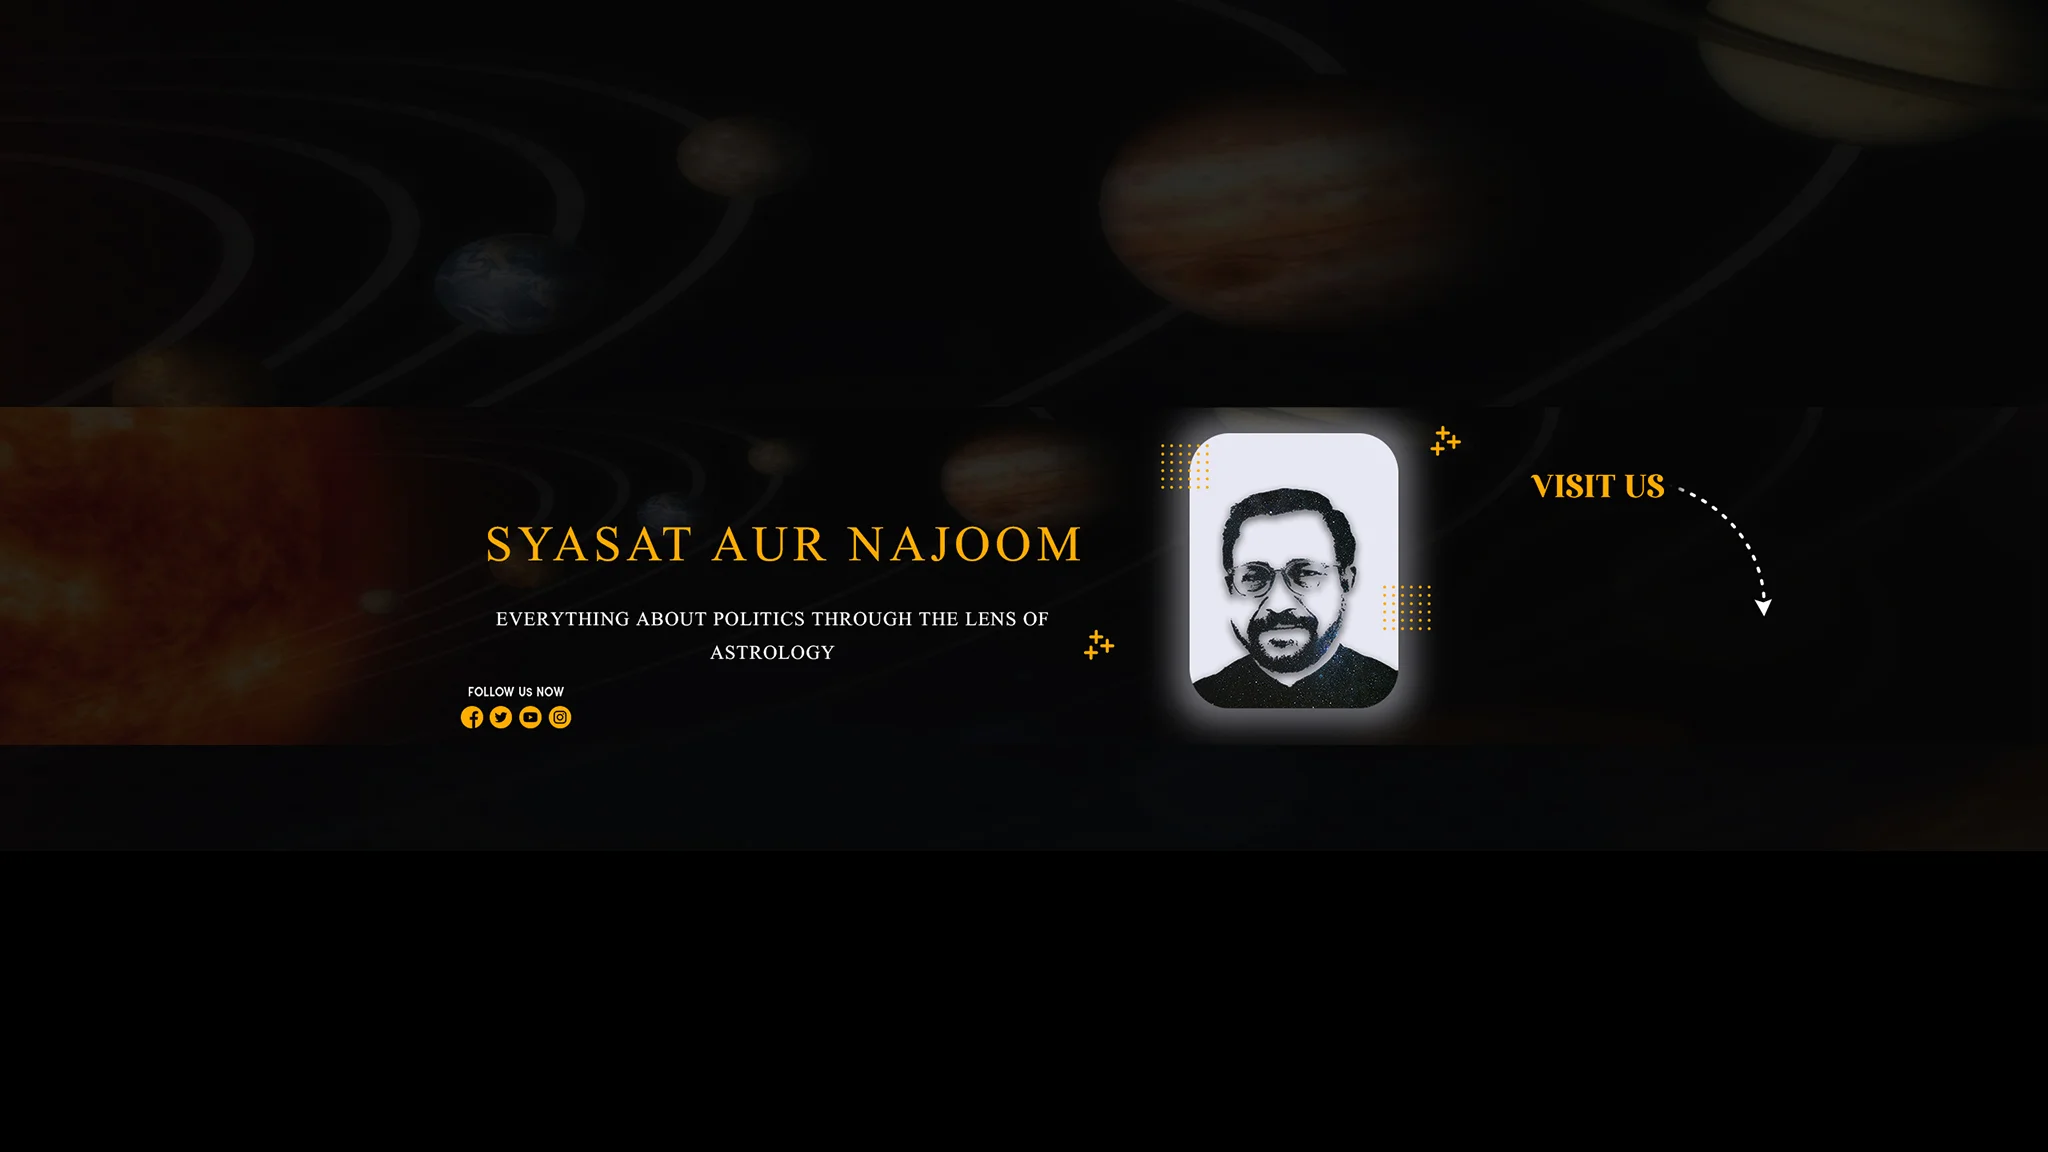 SYASAT AUR NAJOOM
EVERYTHING ABOUT POLITICS THROUGH THE LENS OF
ASTROLOGY
FOLLOW US NOW
VISIT US